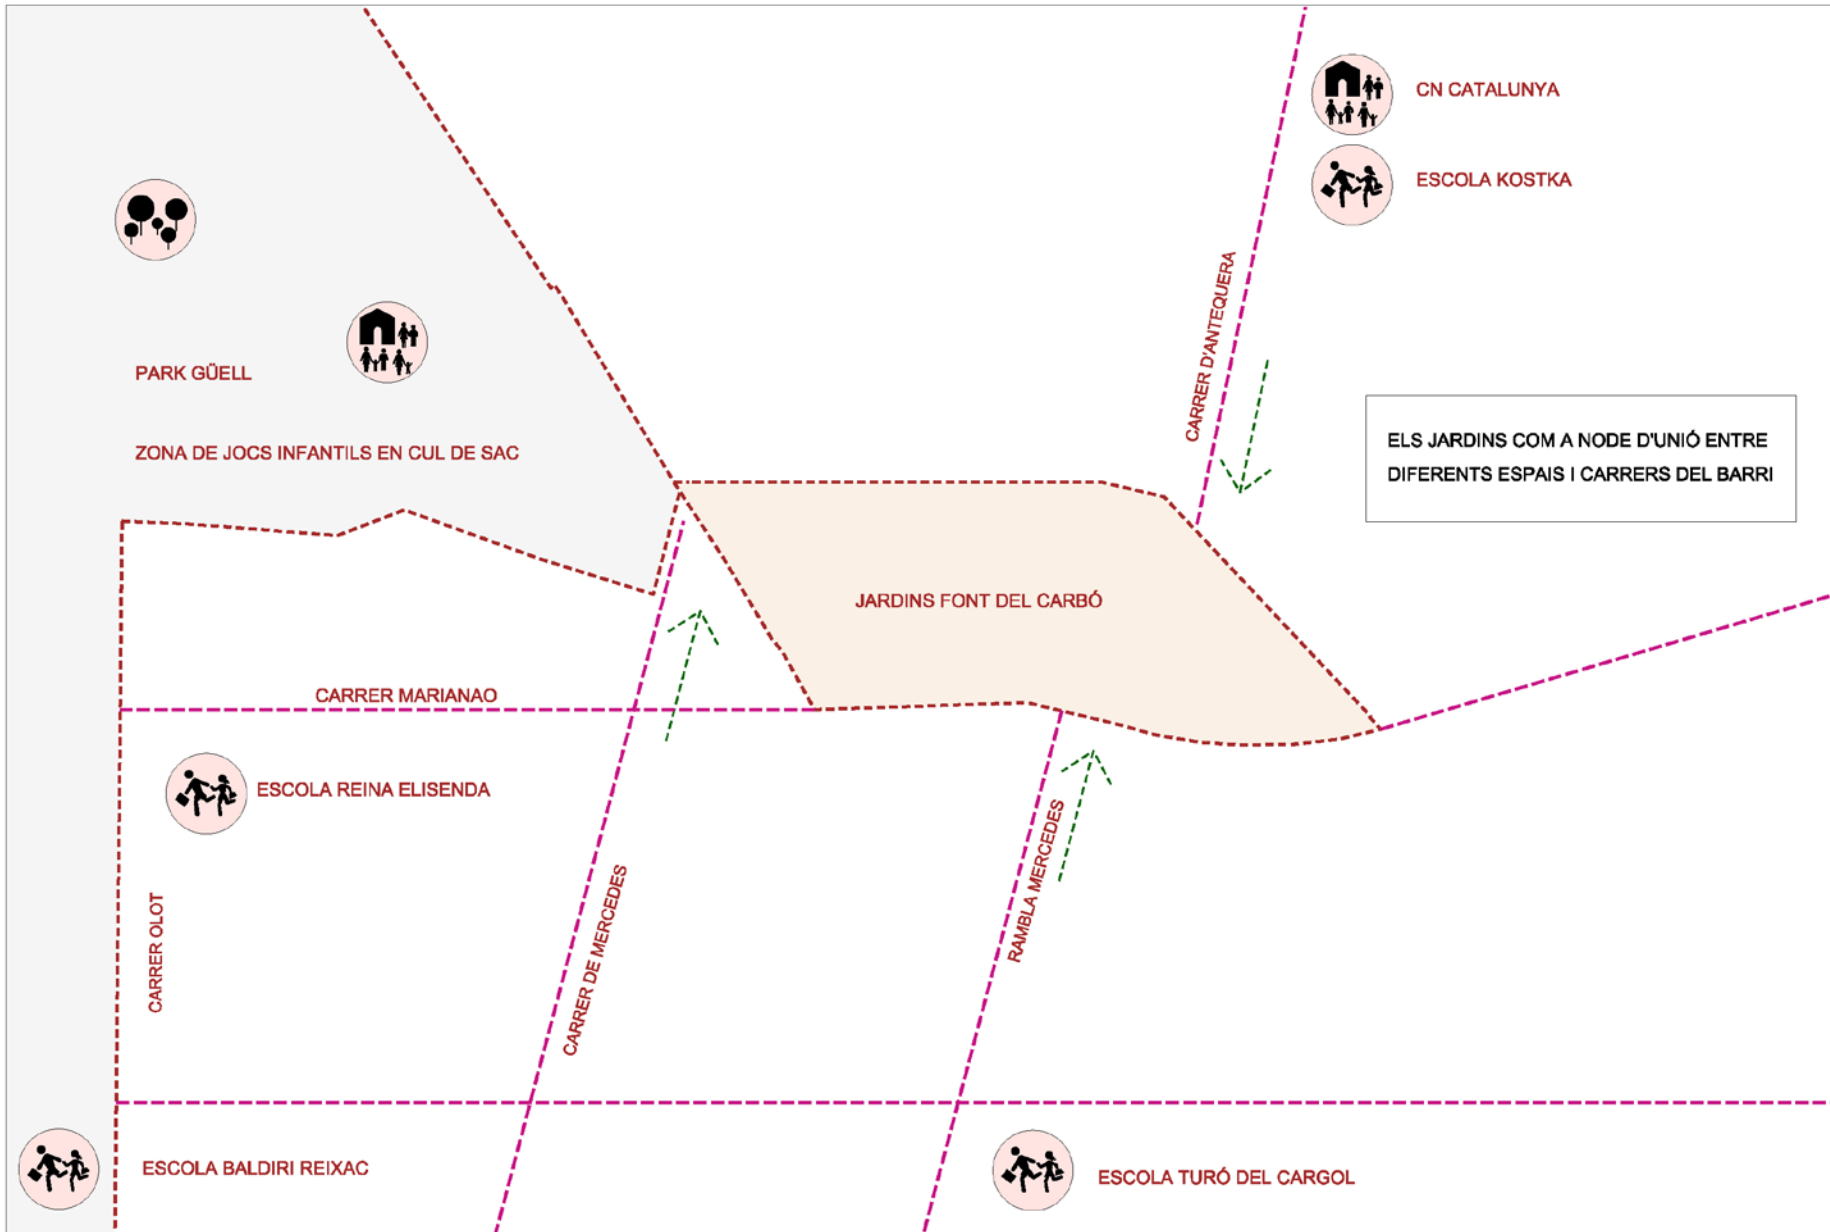 CN CATALUNYA
ESCOLA KOSTKA
CARRER D'ANTEQUERA
PARK GÜELL
ZONA DE JOCS INFANTILS EN CUL DE SAC
ELS JARDINS COM A NODE D'UNIÓ ENTRE
DIFERENTS ESPAIS I CARRERS DEL BARRI
JARDINS FONT DEL CARBÓ
CARRER MARIANAO
ESCOLA REINA ELISENDA
CARRER OLOT
CARRER DE MERCEDES
RAMBLA MERCEDES
ESCOLA BALDIRI REIXAC
ESCOLA TURÓ DEL CARGOL